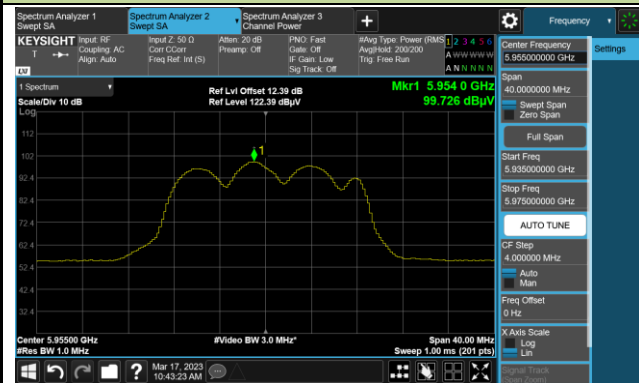 Spectrum Analyzer 1
Swept SA
Spectrum Analyzer 2
Swept SA
Spectrum Analyzer 3
Channel Power
+
Frequency
KEYSIGHT
T
LXI
Input: RF
Coupling: AC
Align: Auto
Input Z: 50 Ω
Corr CCorr
Freq Ref: Int (S)
Atten: 20 dB
Preamp: Off
PNO: Fast
Gate: Off
IF Gain: Low
Sig Track: Off
#Avg Type: Power (RMS
Avg|Hold: 200/200
Trig: Free Run
1 2 3 4 5 6
A W W W W W
A N N N N N
1 Spectrum
Scale/Div 10 dB
Log
Ref Lvl Offset 12.39 dB
Ref Level 122.39 dBµV
Mkr1 5.954 0 GHz
99.726 dBµV
1
112
102
92.4
82.4
72.4
62.4
52.4
42.4
32.4
Center 5.95500 GHz
#Res BW 1.0 MHz
#Video BW 3.0 MHz*
Span 40.00 MHz
Sweep 1.00 ms (201 pts)
Center Frequency
5.955000000 GHz
Settings
Span
40.0000000 MHz
Swept Span
Zero Span
Full Span
Start Freq
5.935000000 GHz
Stop Freq
5.975000000 GHz
AUTO TUNE
CF Step
4.000000 MHz
Auto
Man
Freq Offset
0 Hz
X Axis Scale
Log
Lin
Signal Track
(Span Zoom)
?
Mar 17, 2023
10:43:23 AM